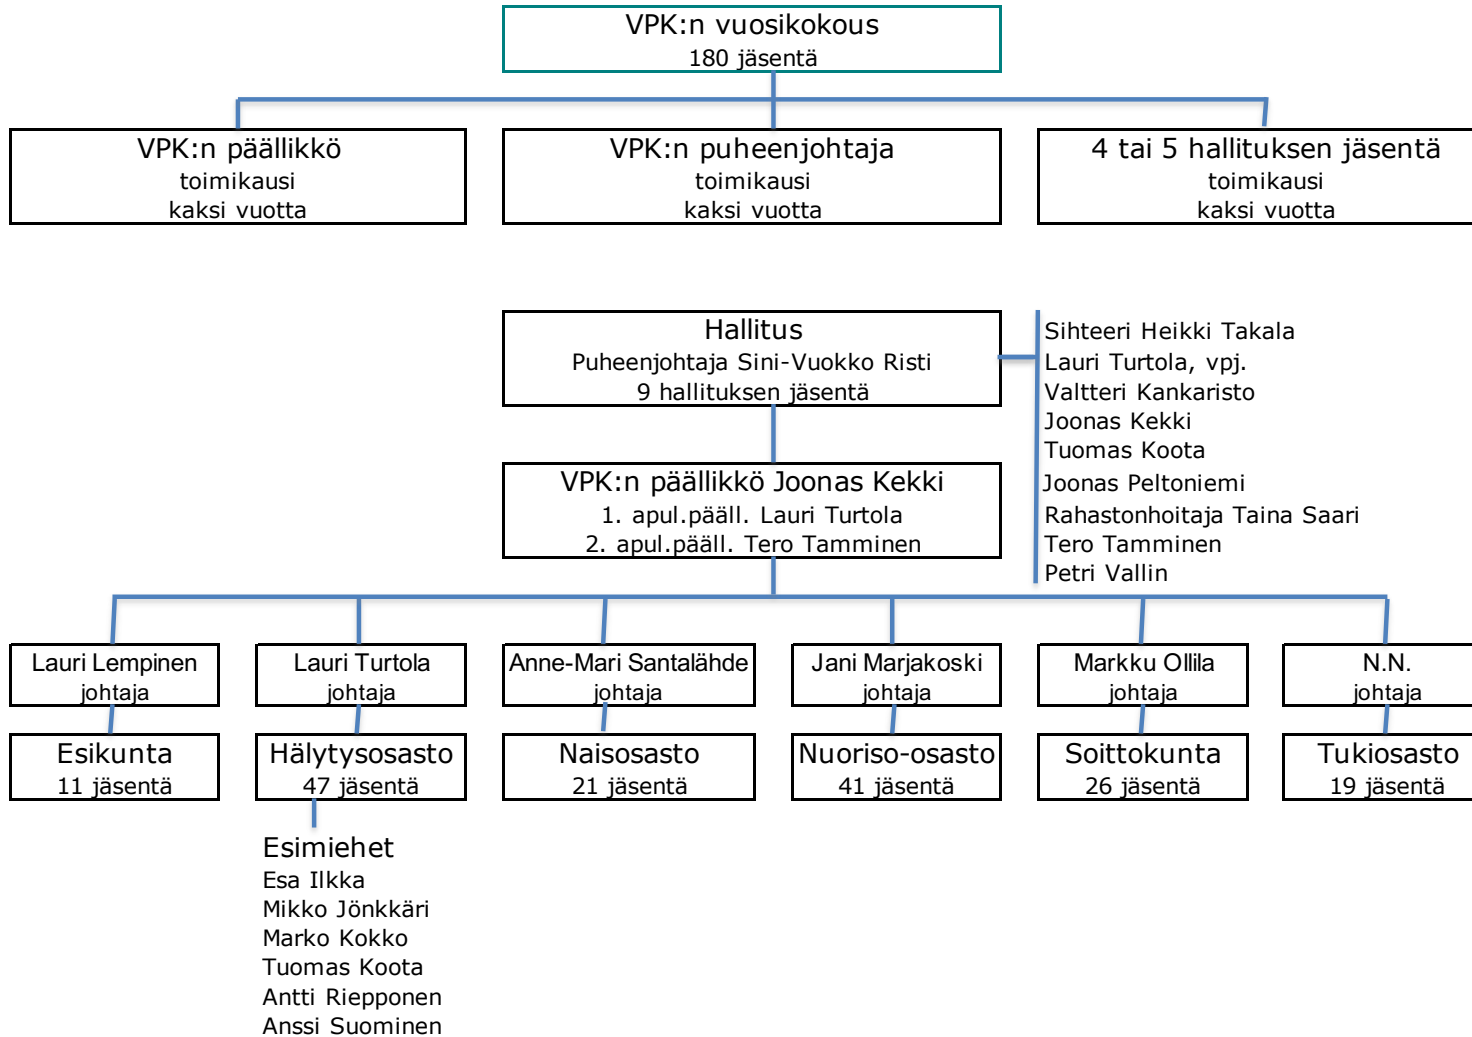 VPK:n vuosikokous
180 jäsentä
VPK:n päällikkö
toimikausi
kaksi vuotta
VPK:n puheenjohtaja
toimikausi
kaksi vuotta
4 tai 5 hallituksen jäsentä
toimikausi
kaksi vuotta
Hallitus
Puheenjohtaja Sini-Vuokko Risti
9 hallituksen jäsentä
Sihteeri Heikki Takala
Lauri Turtola, vpj.
Valtteri Kankaristo
Joonas Kekki
Tuomas Koota
Joonas Peltoniemi
Rahastonhoitaja Taina Saari
Tero Tamminen
Petri Vallin
VPK:n päällikkö Joonas Kekki
1. apul.pääll. Lauri Turtola
2. apul.pääll. Tero Tamminen
Lauri Lempinen
johtaja
Lauri Turtola
johtaja
Anne-Mari Santalähde
johtaja
Jani Marjakoski
johtaja
Markku Ollila
johtaja
N.N.
johtaja
Esikunta
11 jäsentä
Hälytysosasto
47 jäsentä
Naisosasto
21 jäsentä
Nuoriso-osasto
41 jäsentä
Soittokunta
26 jäsentä
Tukiosasto
19 jäsentä
Esimiehet
Esa Ilkka
Mikko Jönkkäri
Marko Kokko
Tuomas Koota
Antti Riepponen
Anssi Suominen